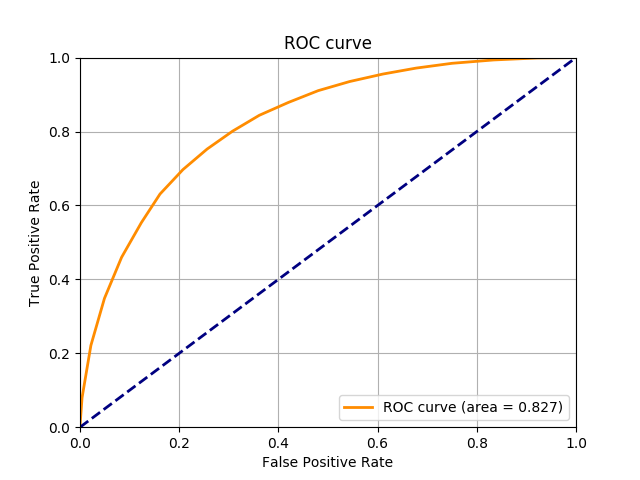 ROC curve
1.0
0.8
0.6
0.4
0.2
0.0
True Positive Rate
ROC curve (area = 0.827)
0.0 0.2 0.4 0.6 0.8 1.0
False Positive Rate